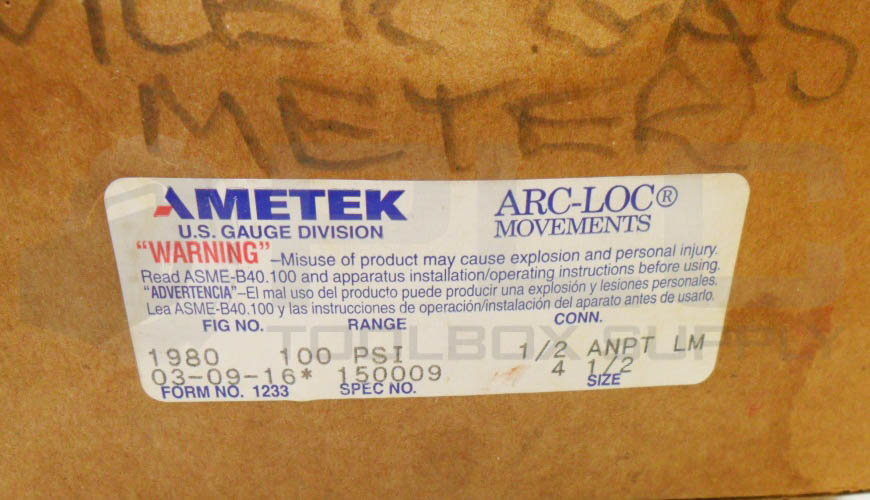 GAS
METER
AMETEK
U.S. GAUGE DIVISION
ARC-LOC®
MOVEMENTS
"WARNING"–Misuse of product may cause explosion and personal injury.
Read ASME-B40.100 and apparatus installation/operating instructions before using.
"ADVERTENCIA"–El mal uso del producto puede producir una explosión y lesiones personales.
Lea ASME-B40.100 y las instrucciones de operación/instalación del aparato antes de usarlo.
FIG NO. RANGE CONN.
1980 100 PSI 1/2 ANPT LM
03-09-16* 150009 4 1/2
FORM NO. 1233 SPEC NO. SIZE
TOOLBOX SUPPLY